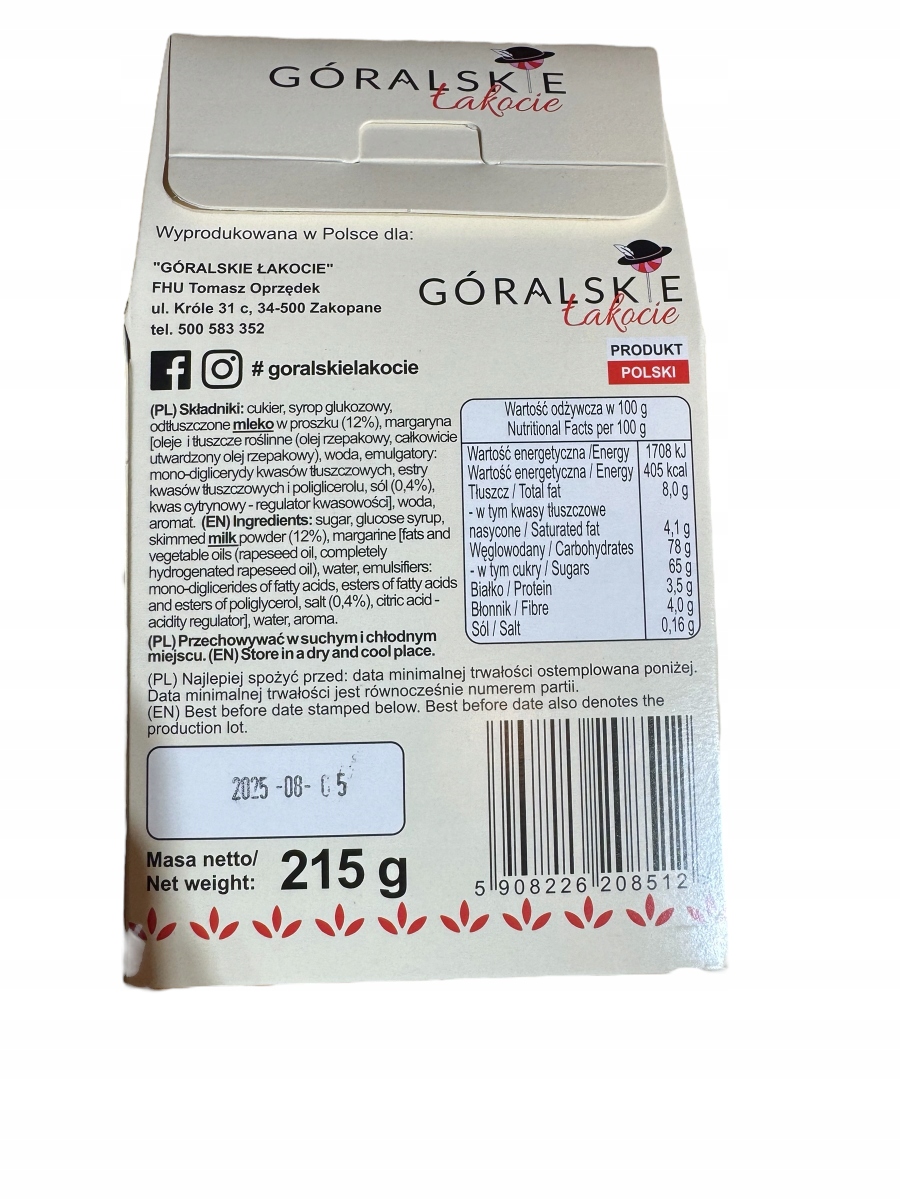 GÓRALSKIE
Łakocie
Wyprodukowana w Polsce dla:
"GÓRALSKIE ŁAKOCIE"
FHU Tomasz Oprzędek
ul. Króle 31 c, 34-500 Zakopane
tel. 500 583 352
# goralskielakocie
GÓRALSKIE
Łakocie
PRODUKT
POLSKI
(PL) Składniki: cukier, syrop glukozowy,
odtłuszczone mleko w proszku (12%), margaryna
[oleje i tłuszcze roślinne (olej rzepakowy, całkowicie
utwardzony olej rzepakowy), woda, emulgatory:
mono-diglicerydy kwasów tłuszczowych, estry
kwasów tłuszczowych i poliglicerolu, sól (0,4%),
kwas cytrynowy - regulator kwasowości], woda,
aromat. (EN) Ingredients: sugar, glucose syrup,
skimmed milk powder (12%), margarine [fats and
vegetable oils (rapeseed oil, completely
hydrogenated rapeseed oil), water, emulsifiers:
mono-diglicerides of fatty acids, esters of fatty acids
and esters of poliglycerol, salt (0,4%), citric acid -
acidity regulator], water, aroma.
(PL) Przechowywać w suchym i chłodnym
miejscu. (EN) Store in a dry and cool place.
Wartość odżywcza w 100 g
Nutritional Facts per 100 g
Wartość energetyczna /Energy 1708 kJ
Wartość energetyczna / Energy 405 kcal
Tłuszcz / Total fat 8,0 g
- w tym kwasy tłuszczowe
nasycone / Saturated fat 4,1 g
Węglowodany / Carbohydrates 78 g
- w tym cukry / Sugars 65 g
Białko / Protein 3,5 g
Błonnik / Fibre 4,0 g
Sól / Salt 0,16 g
(PL) Najlepiej spożyć przed: data minimalnej trwałości ostemplowana poniżej.
Data minimalnej trwałości jest równocześnie numerem partii.
(EN) Best before date stamped below. Best before date also denotes the
production lot.
2025 -08- 05
Masa netto/
Net weight: 215 g
5 908226 208512